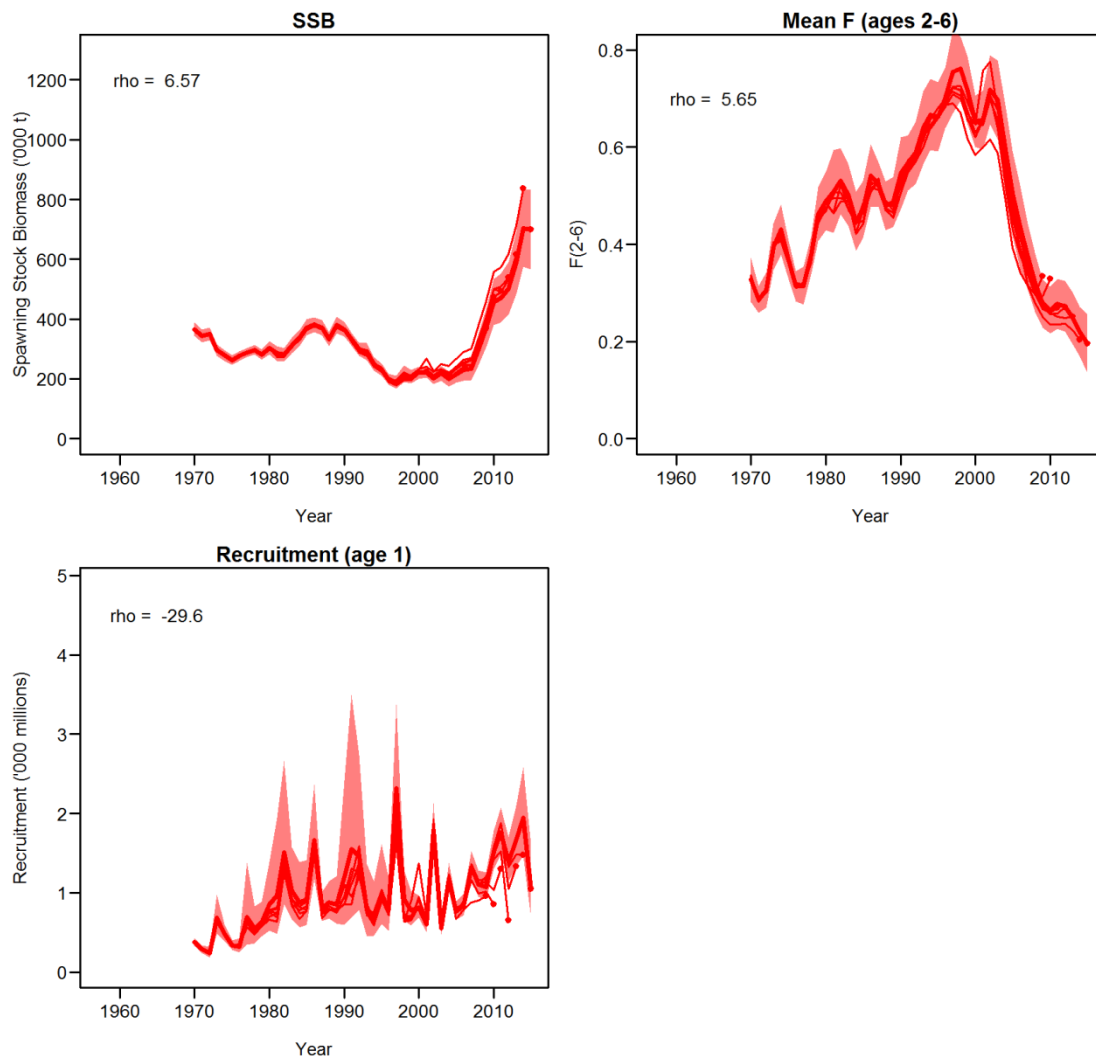 SSB
Spawning Stock Biomass ('000 t)
1200
1000
800
600
400
200
0
rho = 6.57
1960 1970 1980 1990 2000 2010
Year
Mean F (ages 2-6)
F(2-6)
0.8
0.6
0.4
0.2
0.0
rho = 5.65
1960 1970 1980 1990 2000 2010
Year
Recruitment (age 1)
Recruitment ('000 millions)
5
4
3
2
1
0
rho = -29.6
1960 1970 1980 1990 2000 2010
Year